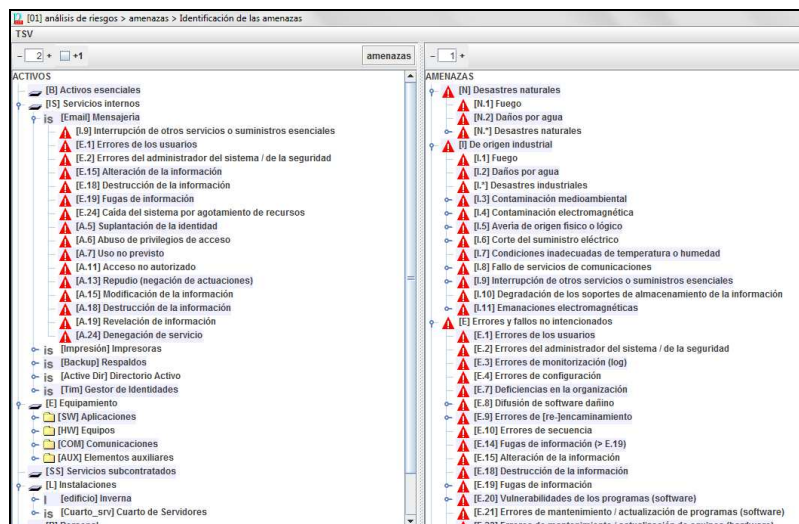 [01] análisis de riesgos > amenazas > Identificación de las amenazas
TSV
- 2 + +1 amenazas
ACTIVOS
[B] Activos esenciales
[IS] Servicios internos
is [Email] Mensajería
[I.9] Interrupción de otros servicios o suministros esenciales
[E.1] Errores de los usuarios
[E.2] Errores del administrador del sistema / de la seguridad
[E.15] Alteración de la información
[E.18] Destrucción de la información
[E.19] Fugas de información
[E.24] Caída del sistema por agotamiento de recursos
[A.5] Suplantación de la identidad
[A.6] Abuso de privilegios de acceso
[A.7] Uso no previsto
[A.11] Acceso no autorizado
[A.13] Repudio (negación de actuaciones)
[A.15] Modificación de la información
[A.18] Destrucción de la información
[A.19] Revelación de información
[A.24] Denegación de servicio
is [Impresión] Impresoras
is [Backup] Respaldos
is [Active Dir] Directorio Activo
is [Tim] Gestor de Identidades
[E] Equipamiento
[SW] Aplicaciones
[HW] Equipos
[COM] Comunicaciones
[AUX] Elementos auxiliares
[SS] Servicios subcontratados
[L] Instalaciones
l [edificio] Inverna
is [Cuarto_srv] Cuarto de Servidores
[P] Personal
- 1 +
AMENAZAS
[N] Desastres naturales
[N.1] Fuego
[N.2] Daños por agua
[N.*] Desastres naturales
[I] De origen industrial
[I.1] Fuego
[I.2] Daños por agua
[I.*] Desastres industriales
[I.3] Contaminación medioambiental
[I.4] Contaminación electromagnética
[I.5] Avería de origen físico o lógico
[I.6] Corte del suministro eléctrico
[I.7] Condiciones inadecuadas de temperatura o humedad
[I.8] Fallo de servicios de comunicaciones
[I.9] Interrupción de otros servicios o suministros esenciales
[I.10] Degradación de los soportes de almacenamiento de la información
[I.11] Emanaciones electromagnéticas
[E] Errores y fallos no intencionados
[E.1] Errores de los usuarios
[E.2] Errores del administrador del sistema / de la seguridad
[E.3] Errores de monitorización (log)
[E.4] Errores de configuración
[E.7] Deficiencias en la organización
[E.8] Difusión de software dañino
[E.9] Errores de [re-]encaminamiento
[E.10] Errores de secuencia
[E.14] Fugas de información (> E.19)
[E.15] Alteración de la información
[E.18] Destrucción de la información
[E.19] Fugas de información
[E.20] Vulnerabilidades de los programas (software)
[E.21] Errores de mantenimiento / actualización de programas (software)
[E.23] Errores de mantenimiento / actualización de equipos (hardware)